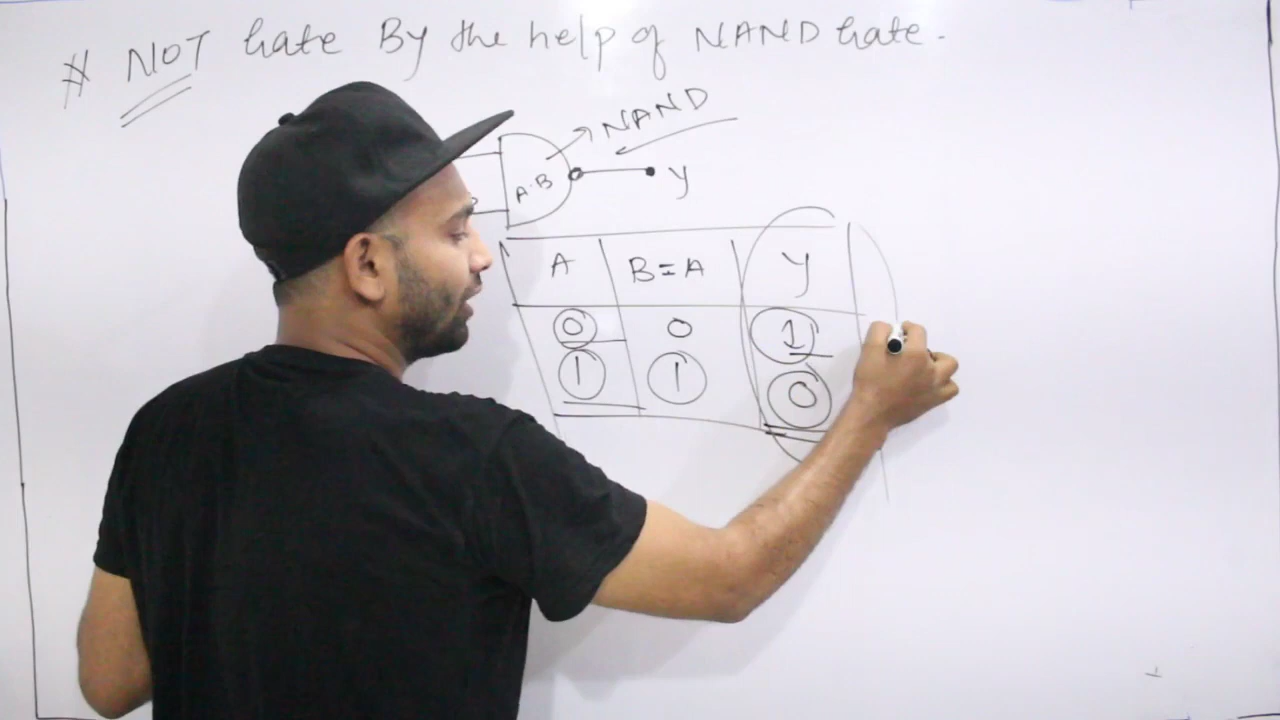 # NOT Gate By the help of NAND Gate.
NAND
A.B
y
A B=A y
0 0 1
1 1 0